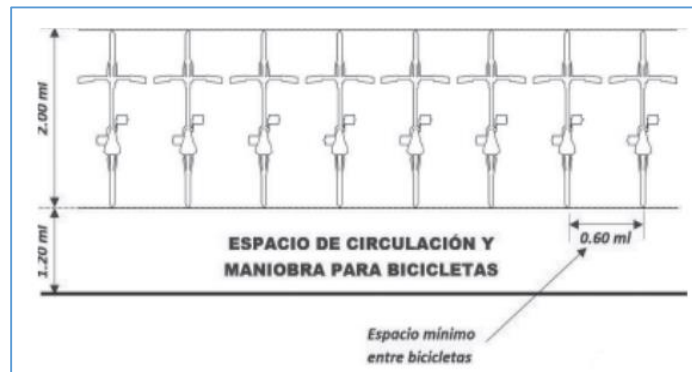 2.00 ml
1.20 ml
ESPACIO DE CIRCULACIÓN Y
MANIOBRA PARA BICICLETAS
0.60 ml
Espacio mínimo
entre bicicletas